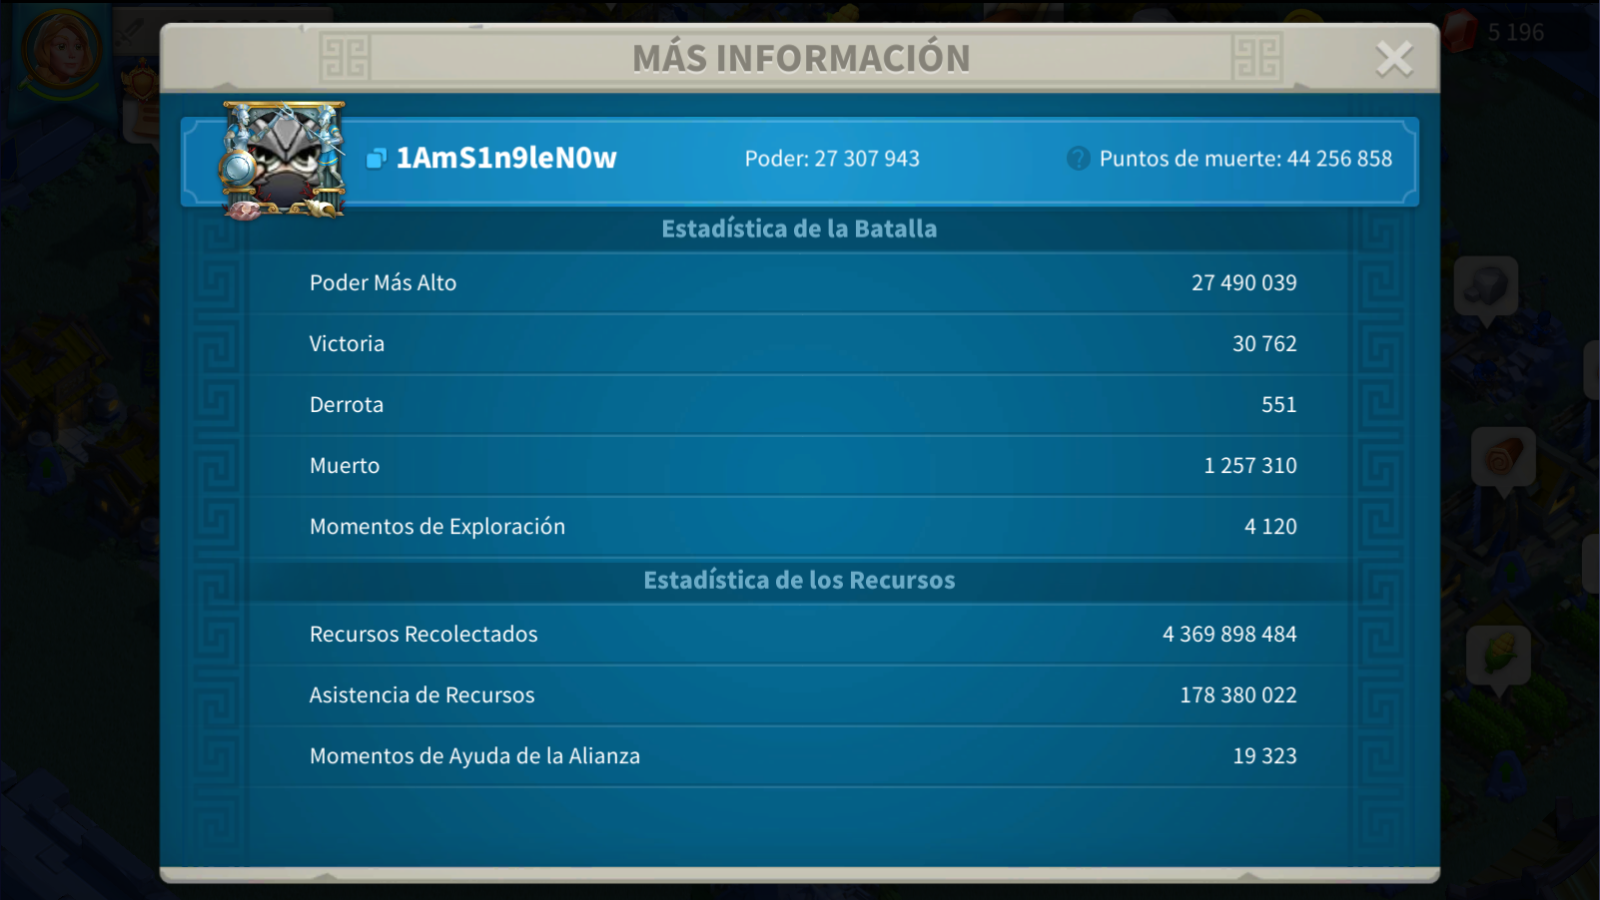 5 196
MÁS INFORMACIÓN
1AmS1n9leN0w
Poder: 27 307 943
? Puntos de muerte: 44 256 858
Estadística de la Batalla
Poder Más Alto 27 490 039
Victoria 30 762
Derrota 551
Muerto 1 257 310
Momentos de Exploración 4 120
Estadística de los Recursos
Recursos Recolectados 4 369 898 484
Asistencia de Recursos 178 380 022
Momentos de Ayuda de la Alianza 19 323